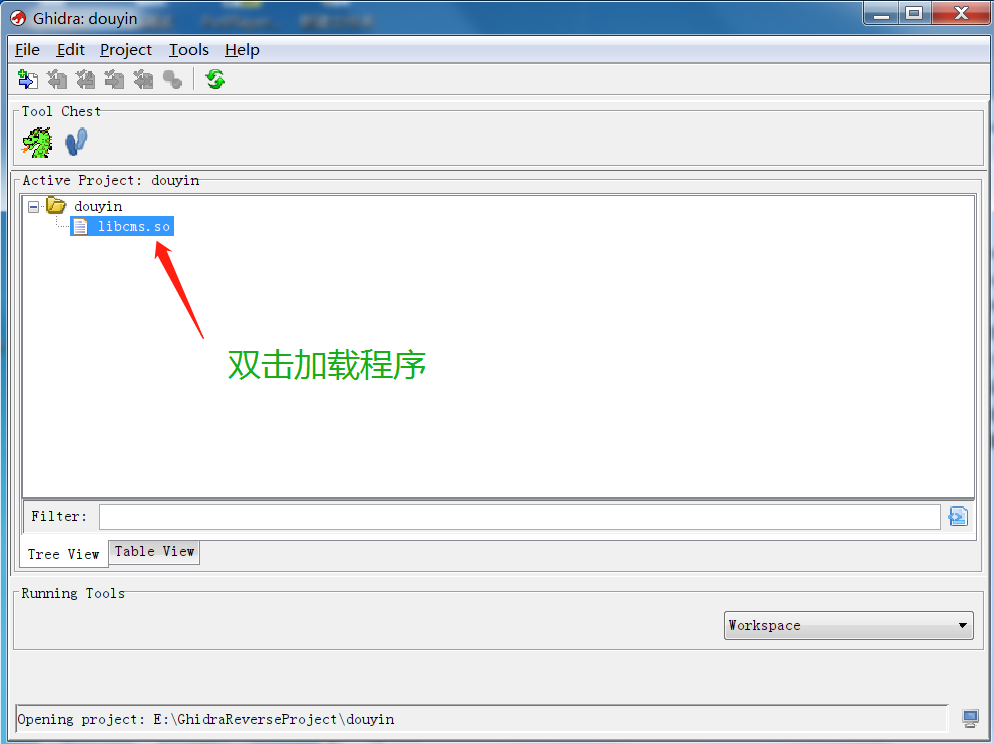 Ghidra: douyin
File Edit Project Tools Help
Tool Chest
Active Project: douyin
douyin
libcms.so
双击加载程序
Filter:
Tree View Table View
Running Tools
Workspace
Opening project: E:\GhidraReverseProject\douyin